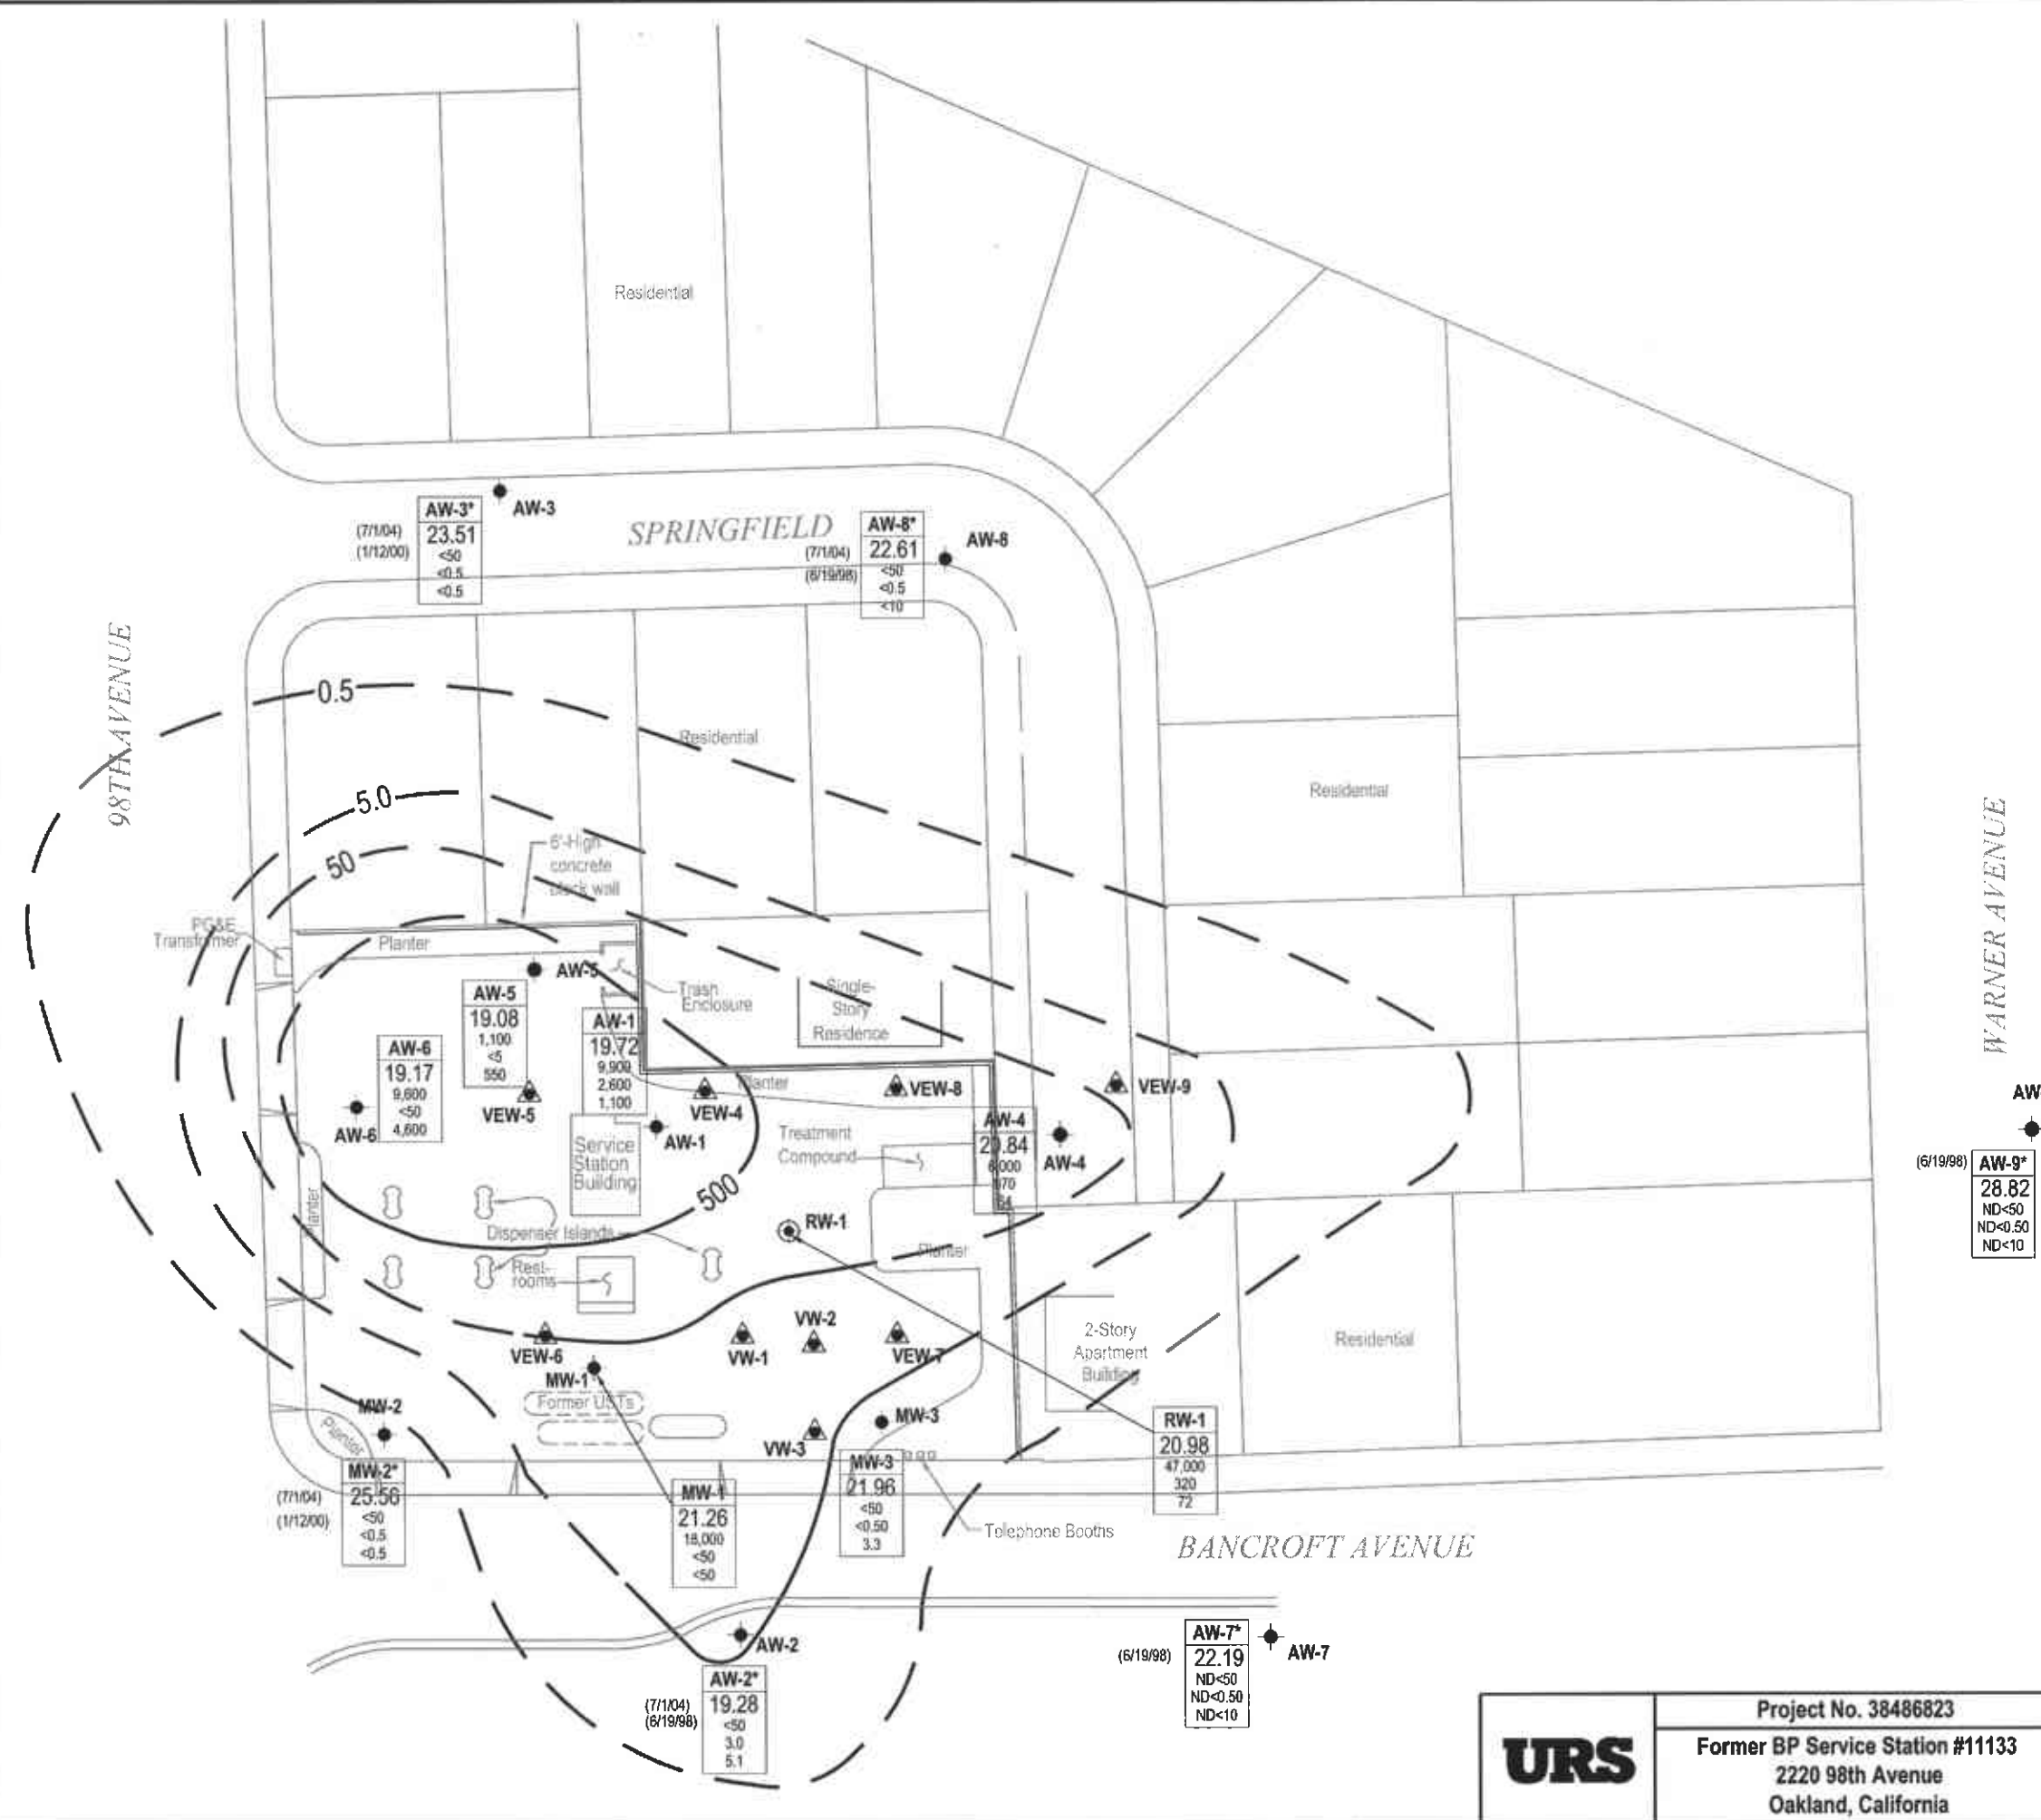 Residential
AW-3
AW-3*
(7/1/04)
23.51
(1/12/00)
<50
<0.5
<0.5
SPRINGFIELD
AW-8*
AW-8
(7/1/04)
22.61
(6/19/98)
<50
<0.5
<10
98TH AVENUE
0.5
Residential
5.0
50
6'-High
concrete
block wall
Residential
WARNER AVENUE
PG&E
Transformer
Planter
AW-5
Trash
Enclosure
Single-
Story
Residence
AW-5
19.08
1,100
<5
550
AW-1
19.72
9,900
2,600
1,100
AW-6
19.17
9,600
<50
4,600
AW-6
VEW-5
VEW-4
Planter
VEW-8
VEW-9
AW-1
Service
Station
Building
Treatment
Compound
AW-4
20.84
6,000
AW-4
AW
(6/19/98)
AW-9*
28.82
ND<50
ND<0.50
ND<10
Planter
500
Dispenser Islands
RW-1
Planter
Rest-
rooms
VEW-6
MW-1
VW-1
VW-2
VEW-7
2-Story
Apartment
Building
Residential
Former USTs
MW-2
Planter
MW-3
VW-3
RW-1
20.98
47,000
320
72
MW-2*
(7/1/04)
25.56
(1/12/00)
<50
<0.5
<0.5
MW-1
21.26
18,000
<50
<50
MW-3
21.96
<50
<0.50
3.3
Telephone Booths
BANCROFT AVENUE
AW-2
AW-2*
(7/1/04)
19.28
(6/19/98)
<50
3.0
5.1
AW-7*
(6/19/98)
22.19
ND<50
ND<0.50
ND<10
AW-7
URS
Project No. 38486823
Former BP Service Station #11133
2220 98th Avenue
Oakland, California